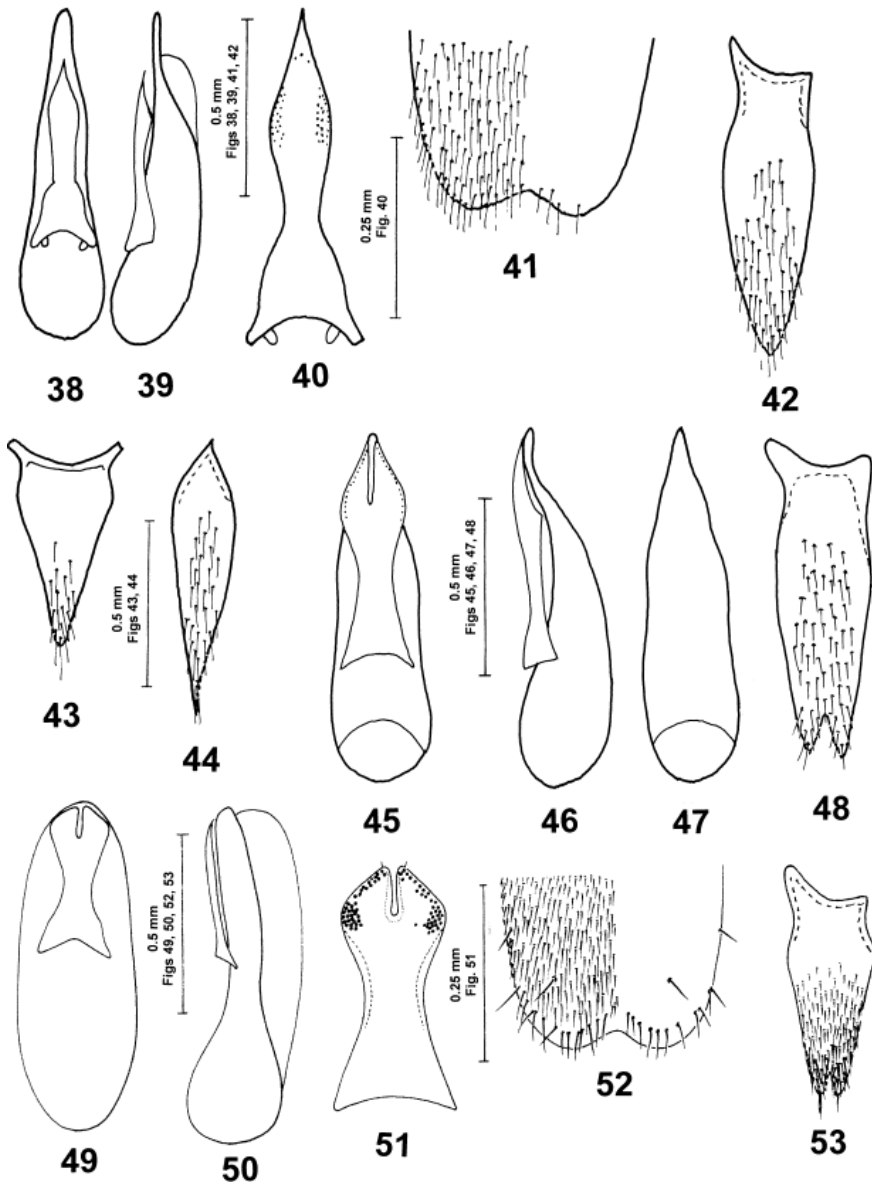 0.5 mm
Figs 38, 39, 41, 42
0.25 mm
Fig. 40
38
39
40
41
42
0.5 mm
Figs 43, 44
0.5 mm
Figs 45, 46, 47, 48
43
44
45
46
47
48
0.5 mm
Figs 49, 50, 52, 53
0.25 mm
Fig. 51
49
50
51
52
53